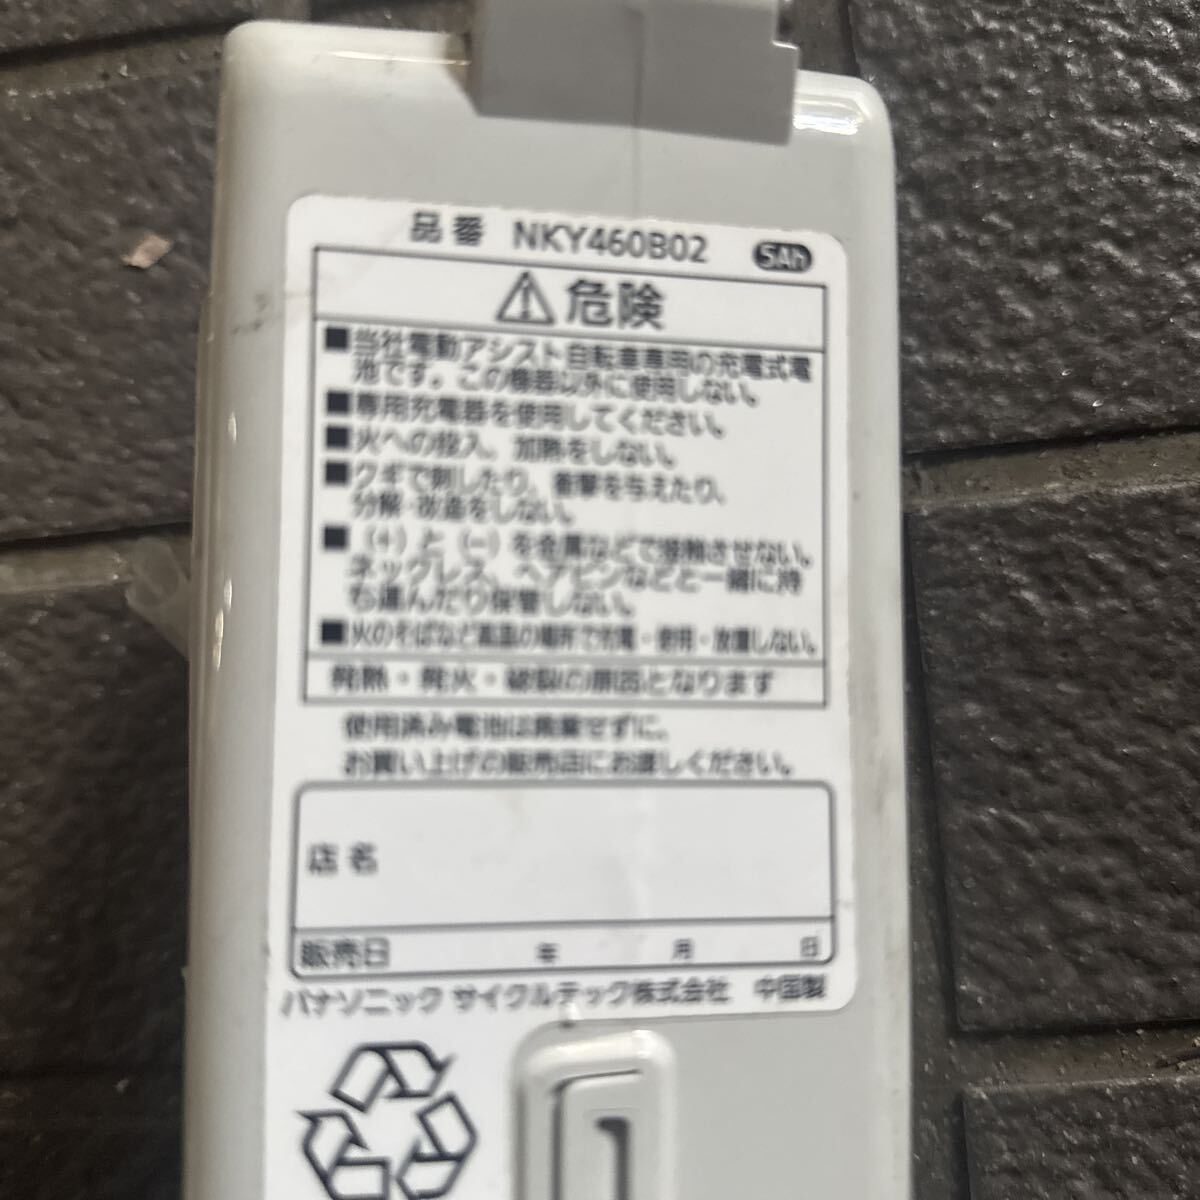 品番 NKY460B02 5Ah
危険
■当社電動アシスト自転車専用の充電式電
池です。この機器以外に使用しない。
■専用充電器を使用してください。
■火への投入、加熱をしない。
■クギで刺したり、衝撃を与えたり、
分解・改造をしない。
■(+)と(−)を金属などで接触させない。
ネックレス、ヘアピンなどと一緒に持
ち運んだり保管しない。
■火のそばなど高温の場所で充電・使用・放置しない。
発熱・発火・破裂の原因となります
使用済み電池は廃棄せずに、
お買い上げの販売店にお渡しください。
店名
販売日 年 月 日
パナソニック サイクルテック株式会社 中国製